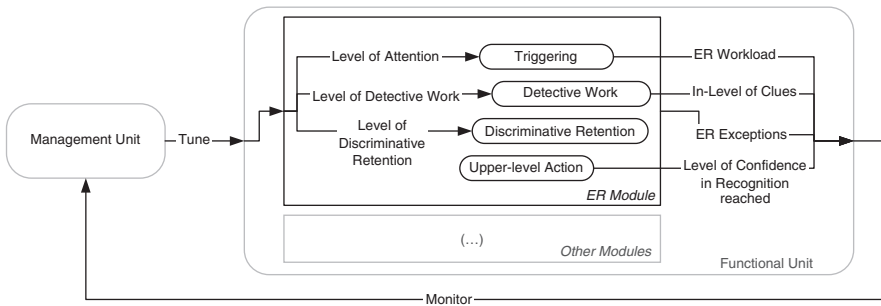 Management Unit
Tune
Level of Attention
Triggering
ER Workload
Level of Detective Work
Detective Work
In-Level of Clues
Level of
Discriminative
Retention
Discriminative Retention
ER Exceptions
Upper-level Action
Level of Confidence
in Recognition
reached
ER Module
(...)
Other Modules
Functional Unit
Monitor